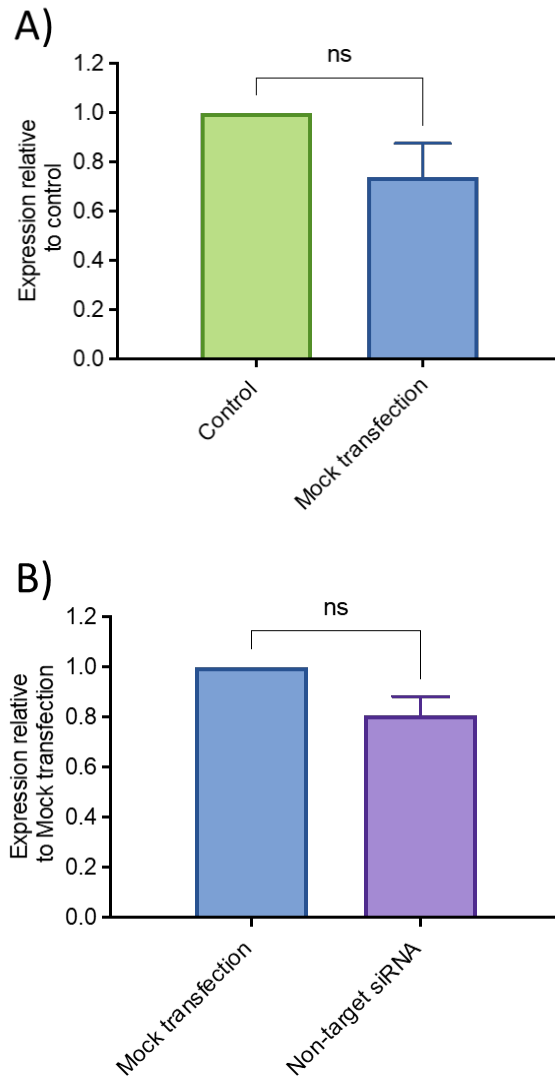 A)
ns
Expression relative
to control
1.2
1.0
0.8
0.6
0.4
0.2
0.0
Control
Mock transfection
B)
ns
Expression relative
to Mock transfection
1.2
1.0
0.8
0.6
0.4
0.2
0.0
Mock transfection
Non-target siRNA